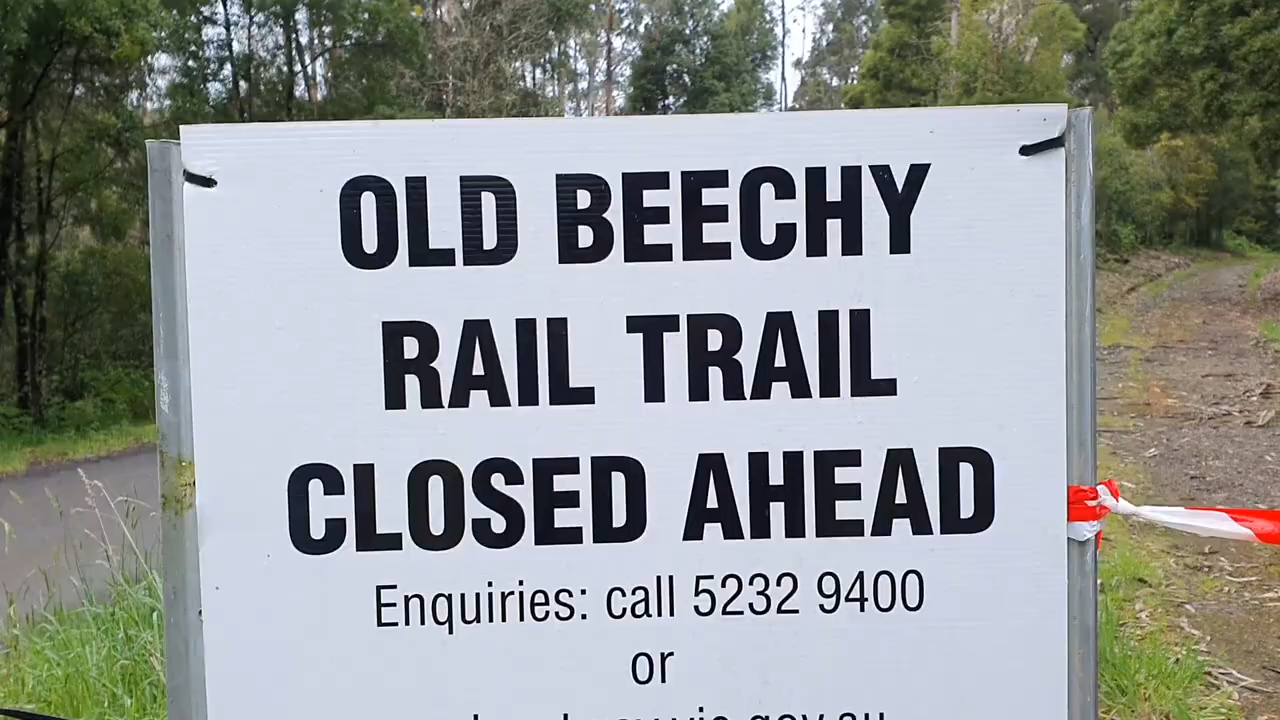 OLD BEECHY
RAIL TRAIL
CLOSED AHEAD
Enquiries: call 5232 9400
or